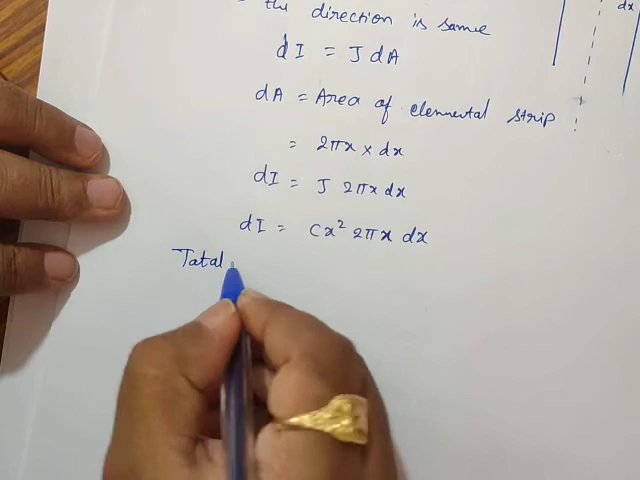 the direction is same
dx
dI = J dA
dA = Area of elemental strip
= 2πx × dx
dI = J 2πx dx
dI = Cx² 2πx dx
Tatal